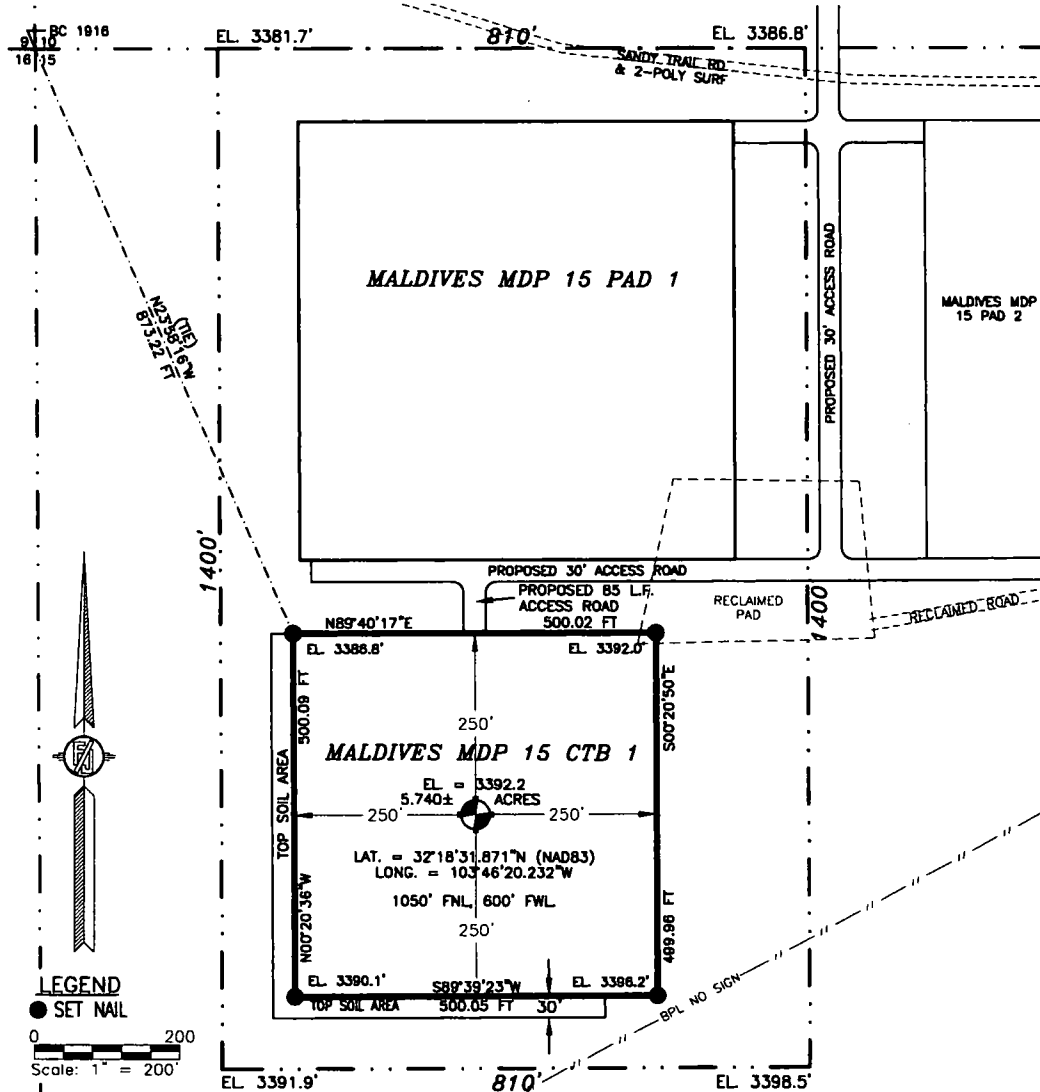 BC 1916
9 10
16 15
EL. 3381.7'
810'
EL. 3386.8'
SANDY TRAIL RD
& 2-POLY SURF
MALDIVES MDP 15 PAD 1
PROPOSED 30' ACCESS ROAD
MALDIVES MDP
15 PAD 2
(TIE)
N23°58'16"W
873.22 FT
1400'
PROPOSED 30' ACCESS ROAD
PROPOSED 85 L.F.
ACCESS ROAD
RECLAIMED
PAD
1400'
RECLAIMED ROAD
N89°40'17"E
500.02 FT
EL. 3388.8'
EL. 3392.0'
500.09 FT
N00°20'36"W
S00°20'50"E
499.96 FT
TOP SOIL AREA
250'
MALDIVES MDP 15 CTB 1
EL. = 3392.2
5.740± ACRES
250'
250'
LAT. = 32°18'31.871"N (NAD83)
LONG. = 103°46'20.232"W
1050' FNL, 600' FWL
250'
EL. 3390.1'
S89°39'23"W
EL. 3396.2'
TOP SOIL AREA
500.05 FT
30'
BPL NO SIGN
LEGEND
SET NAIL
0 200
Scale: 1" = 200'
EL. 3391.9'
810'
EL. 3398.5'